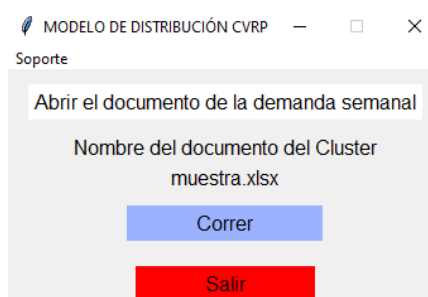 MODELO DE DISTRIBUCIÓN CVRP
Soporte
Abrir el documento de la demanda semanal
Nombre del documento del Cluster
muestra.xlsx
Correr
Salir